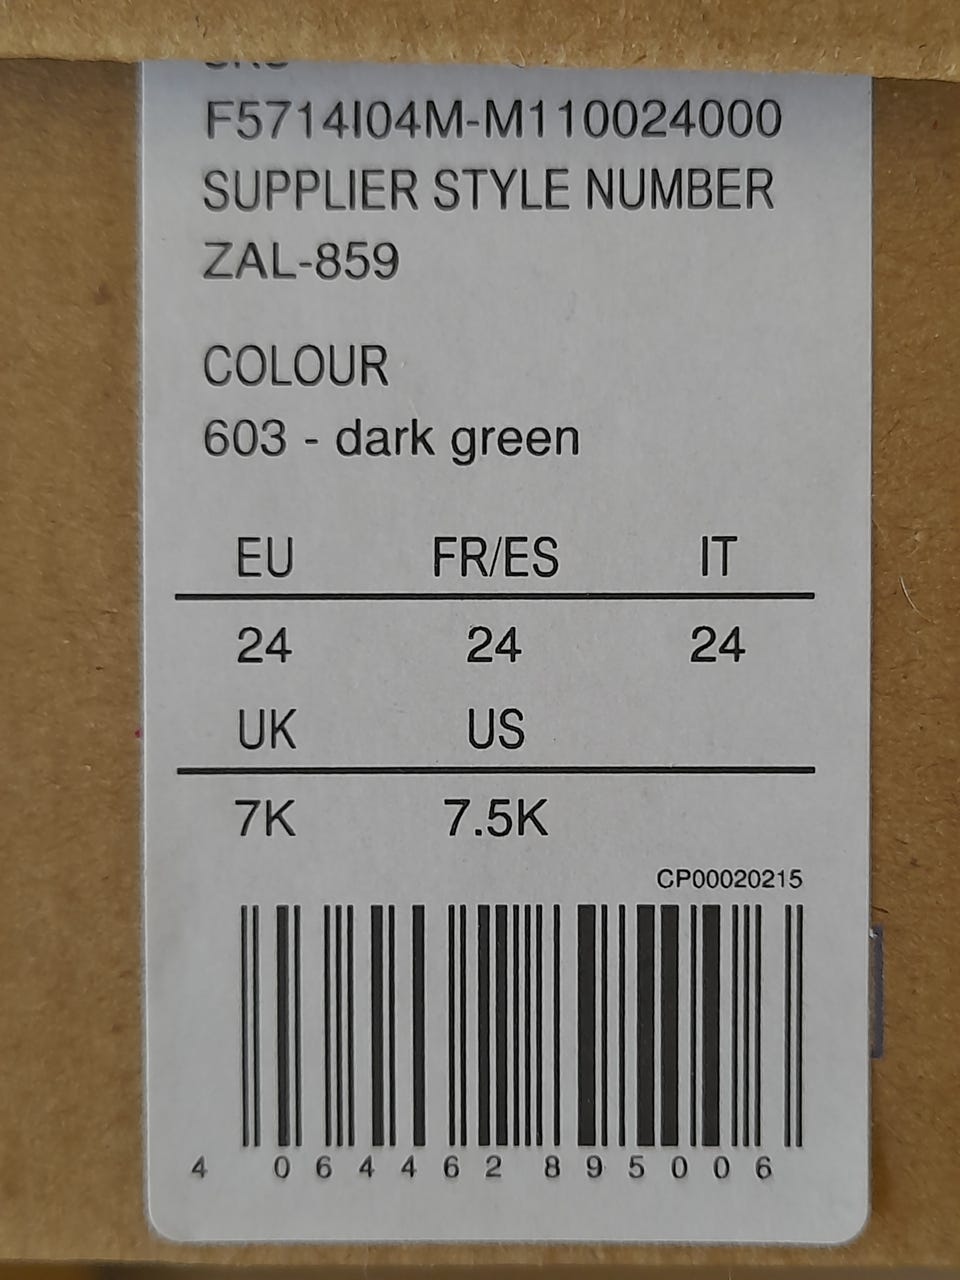 F5714I04M-M110024000
SUPPLIER STYLE NUMBER
ZAL-859
COLOUR
603 - dark green
EU FR/ES IT
24 24 24
UK US
7K 7.5K
CP00020215
4 064462 895006